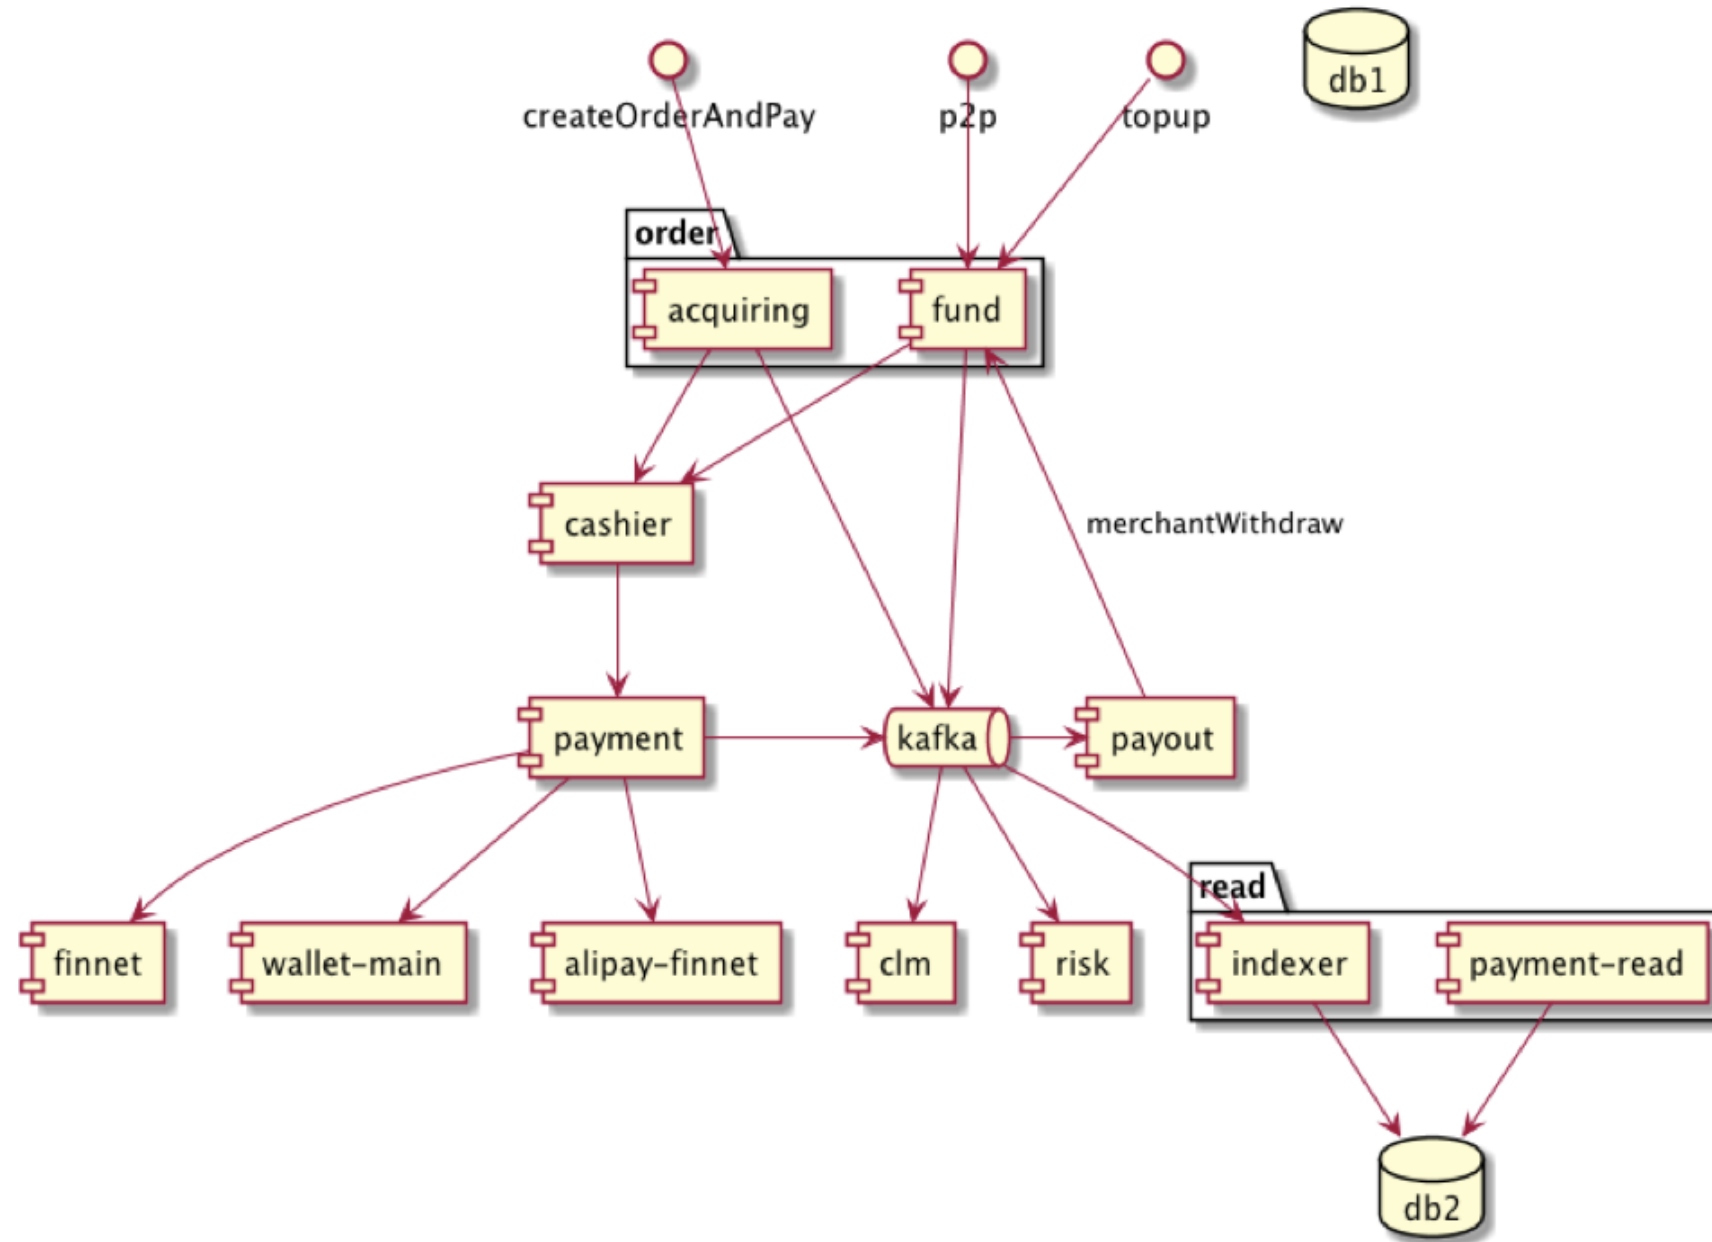 db1
createOrderAndPay
p2p
topup
order
acquiring
fund
cashier
merchantWithdraw
payment
kafka
payout
read
finnet
wallet-main
alipay-finnet
clm
risk
indexer
payment-read
db2